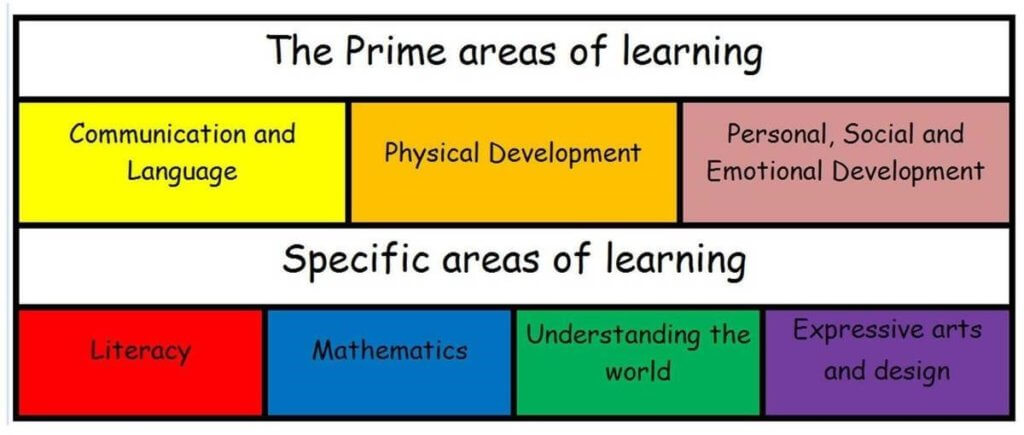 The Prime areas of learning
Communication and
Language
Physical Development
Personal, Social and
Emotional Development
Specific areas of learning
Literacy
Mathematics
Understanding the
world
Expressive arts
and design